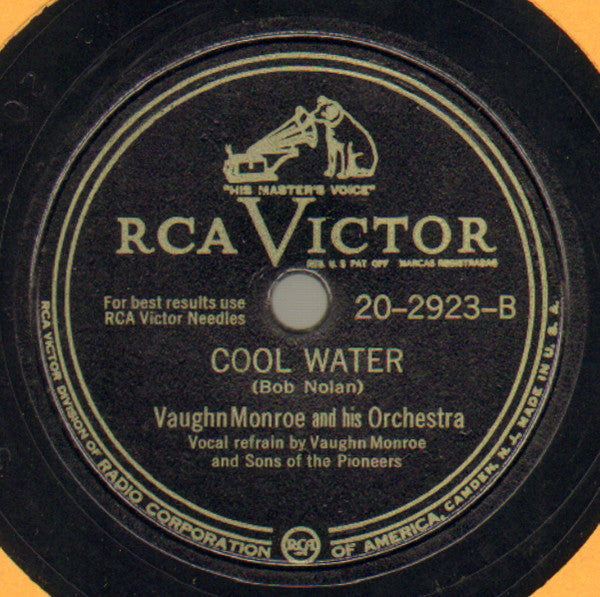 "HIS MASTER'S VOICE"
RCA VICTOR
REG. U. S. PAT. OFF. MARCAS REGISTRADAS
For best results use
RCA Victor Needles
20-2923-B
COOL WATER
(Bob Nolan)
Vaughn Monroe and his Orchestra
Vocal refrain by Vaughn Monroe
and Sons of the Pioneers
RCA VICTOR DIVISION OF RADIO CORPORATION OF AMERICA, CAMDEN, N. J., MADE IN U. S. A.
RCA